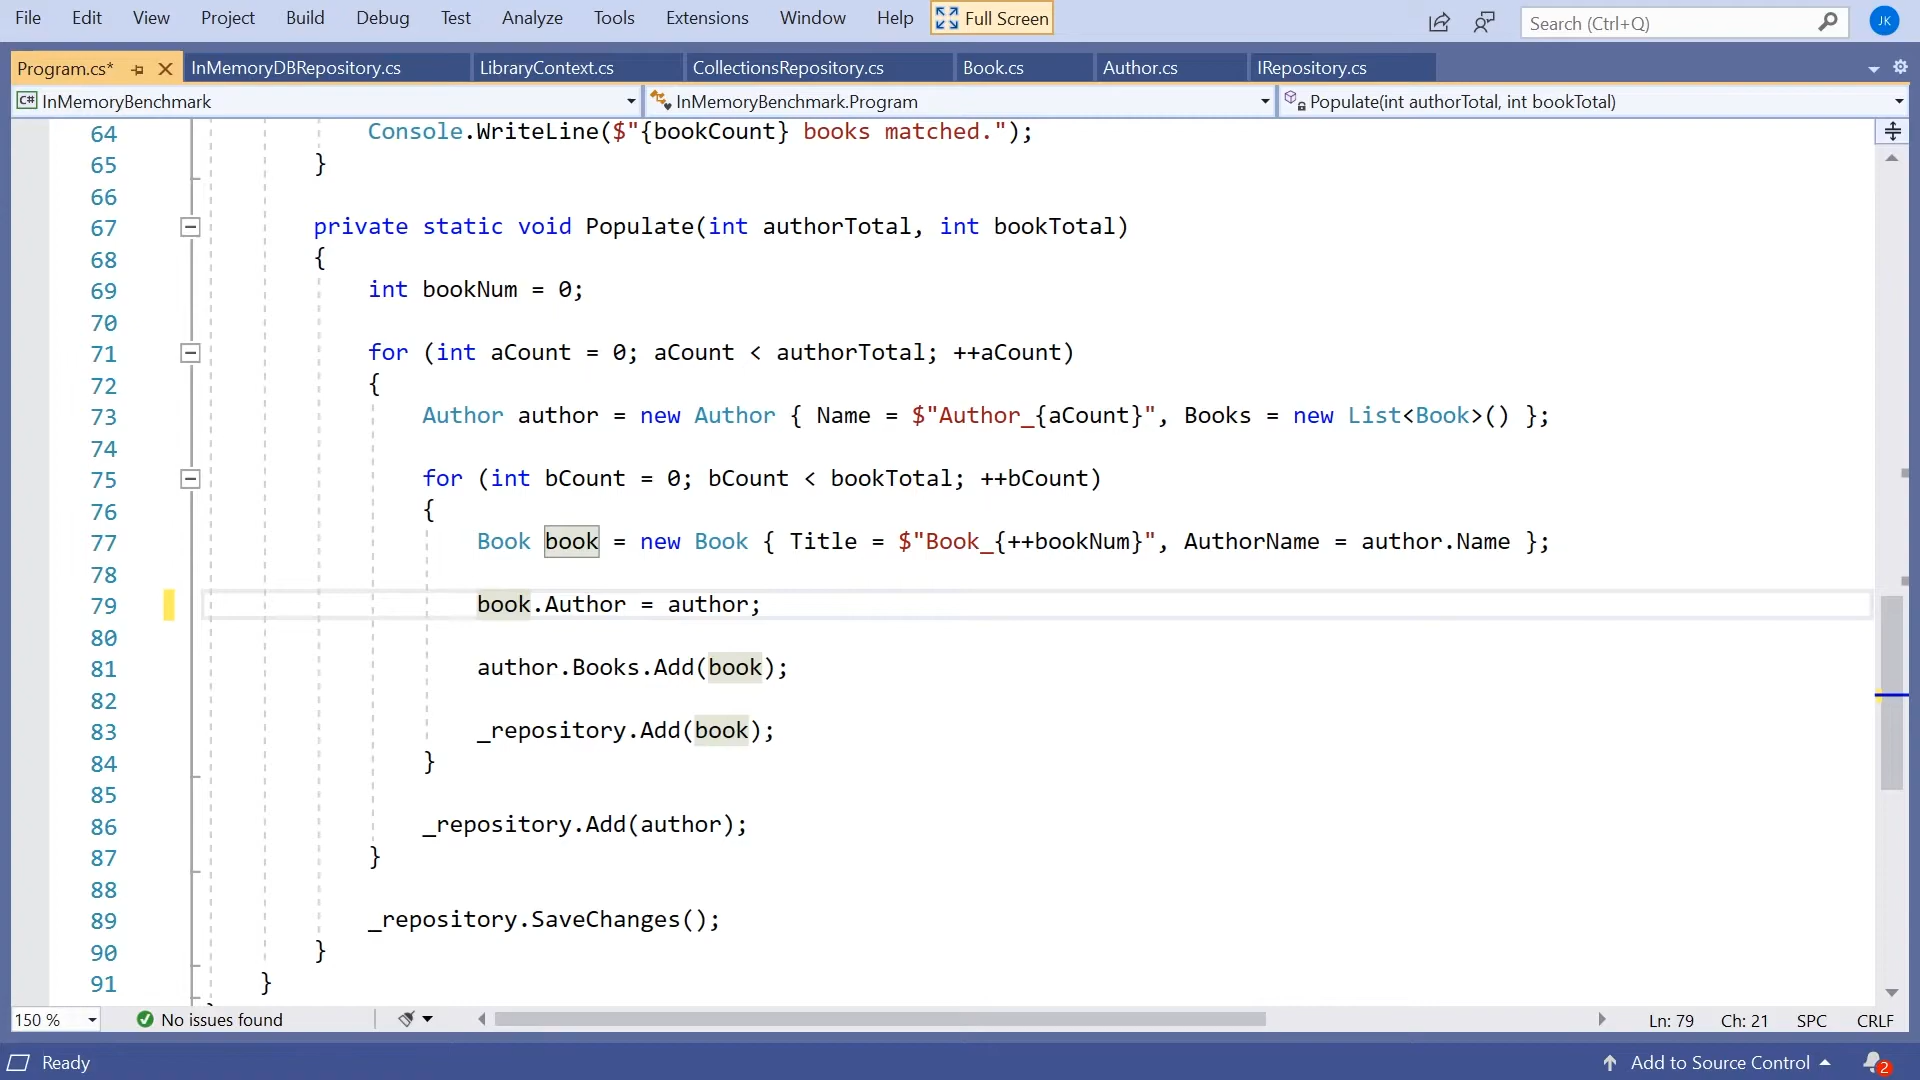 File Edit View Project Build Debug Test Analyze Tools Extensions Window Help Full Screen Search (Ctrl+Q) JK
Program.cs* InMemoryDBRepository.cs LibraryContext.cs CollectionsRepository.cs Book.cs Author.cs IRepository.cs
C# InMemoryBenchmark InMemoryBenchmark.Program Populate(int authorTotal, int bookTotal)
64 Console.WriteLine($"{bookCount} books matched.");
65 }
66
67 private static void Populate(int authorTotal, int bookTotal)
68 {
69 int bookNum = 0;
70
71 for (int aCount = 0; aCount < authorTotal; ++aCount)
72 {
73 Author author = new Author { Name = $"Author_{aCount}", Books = new List<Book>() };
74
75 for (int bCount = 0; bCount < bookTotal; ++bCount)
76 {
77 Book book = new Book { Title = $"Book_{++bookNum}", AuthorName = author.Name };
78
79 book.Author = author;
80
81 author.Books.Add(book);
82
83 _repository.Add(book);
84 }
85
86 _repository.Add(author);
87 }
88
89 _repository.SaveChanges();
90 }
91 }
150 % No issues found Ln: 79 Ch: 21 SPC CRLF
Ready Add to Source Control 2